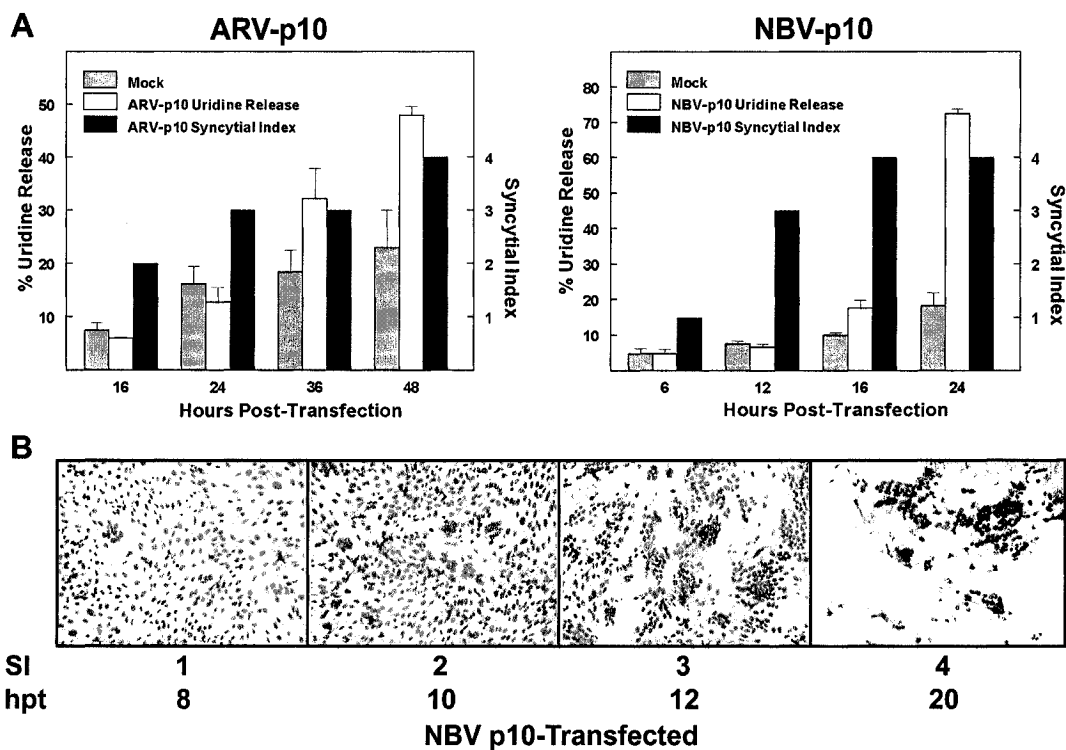 A
ARV-p10
NBV-p10
Mock
ARV-p10 Uridine Release
ARV-p10 Syncytial Index
% Uridine Release
50
40
30
20
10
4
3
2
1
Syncytial Index
16 24 36 48
Hours Post-Transfection
Mock
NBV-p10 Uridine Release
NBV-p10 Syncytial Index
% Uridine Release
80
70
60
50
40
30
20
10
4
3
2
1
Syncytial Index
6 12 16 24
Hours Post-Transfection
B
SI 1 2 3 4
hpt 8 10 12 20
NBV p10-Transfected